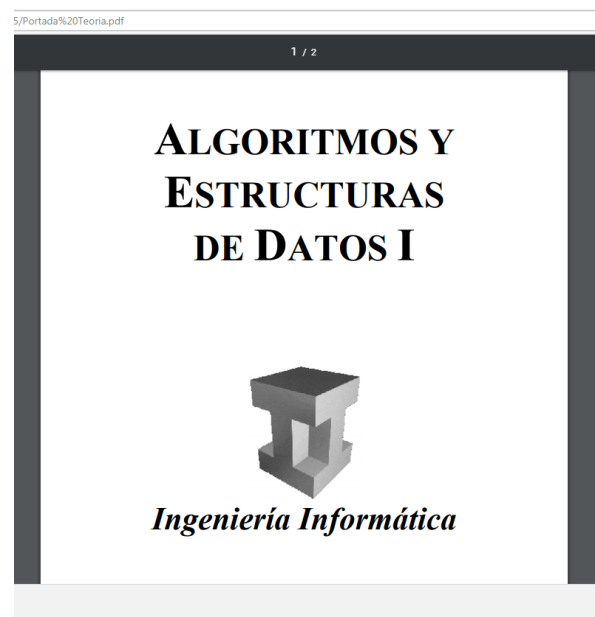 5/Portada%20Teoria.pdf
1 / 2
ALGORITMOS Y
ESTRUCTURAS
DE DATOS I
Ingeniería Informática